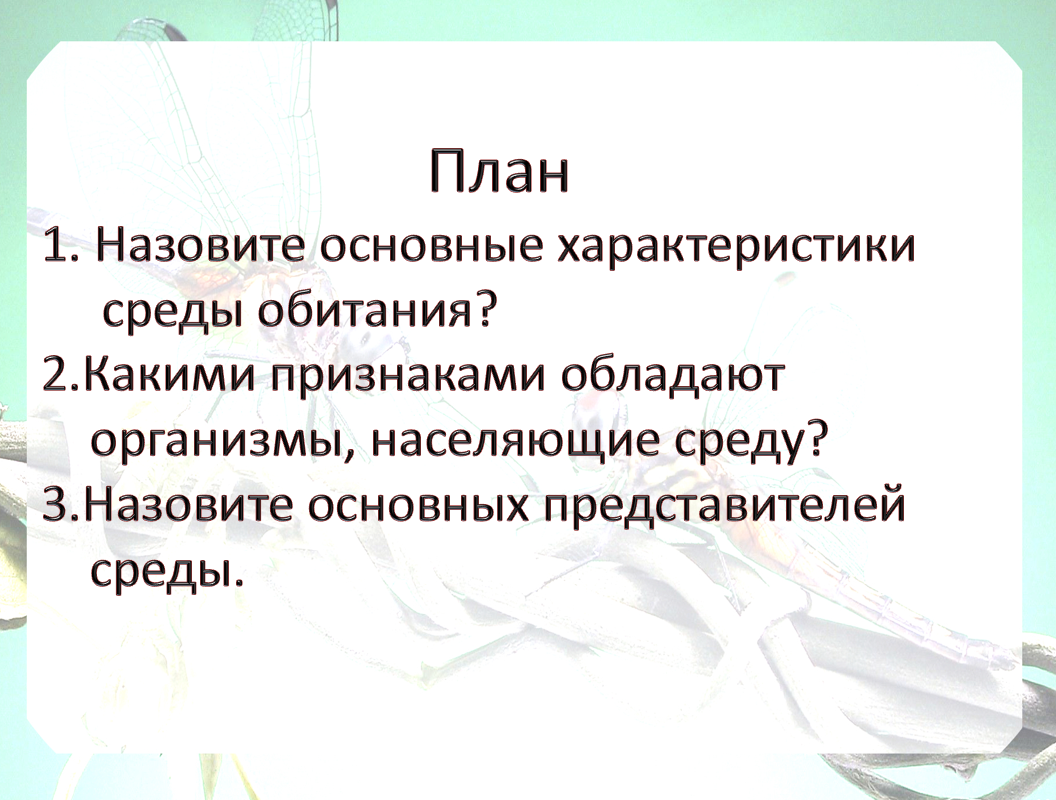 План
1. Назовите основные характеристики
среды обитания?
2.Какими признаками обладают
организмы, населяющие среду?
3.Назовите основных представителей
среды.